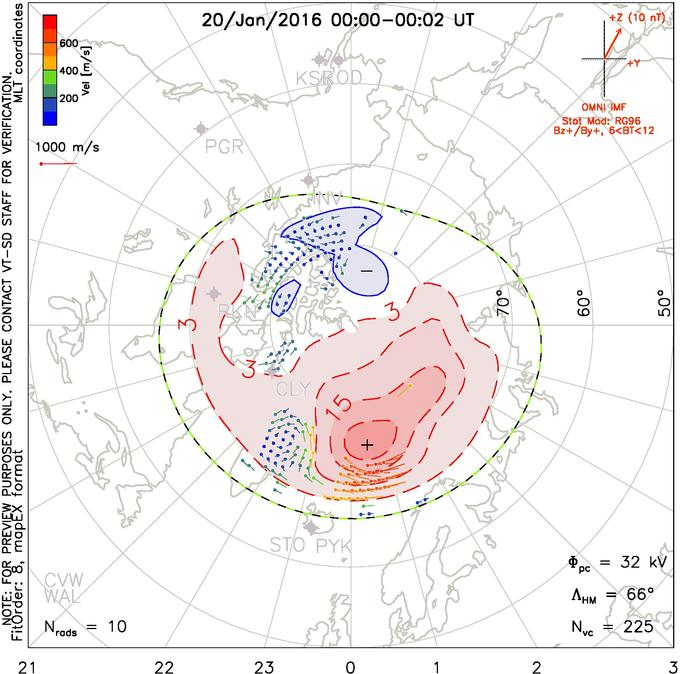 20/Jan/2016 00:00-00:02 UT
MLT coordinates
NOTE: FOR PREVIEW PURPOSES ONLY. PLEASE CONTACT VT-SD STAFF FOR VERIFICATION.
FitOrder: 8, mapEX format
600
400
200
Vel [m/s]
1000 m/s
+Z (10 nT)
+Y
OMNI IMF
Stat Mod: RG96
Bz+/By+, 6<BT<12
KSROD
PGR
INV
RKN
CLY
STO PYK
CVW
WAL
3
3
3
15
−
+
70°
60°
50°
Φpc = 32 kV
ΛHM = 66°
Nvc = 225
Nrads = 10
21
22
23
0
1
2
3